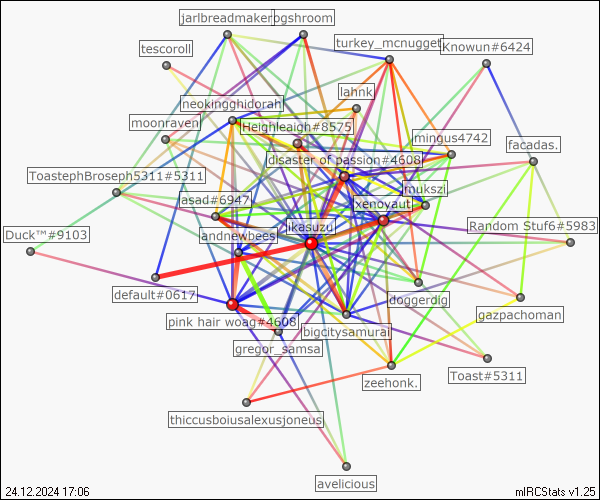 jarlbreadmaker
ogshroom
tescoroll
turkey_mcnugget
Knowun#6424
lahnk
neokingghidorah
moonraven
Heighleaigh#8575
mingus4742
facadas.
disaster of passion#4608
ToastephBroseph5311#5311
mukszi
asad#6947
xenoyaut.
ikasuzu
Random Stuf6#5983
Duck™#9103
andnewbees
default#0617
doggerdig
gazpachoman
pink hair woag#4608
bigcitysamurai
gregor_samsa
Toast#5311
zeehonk.
thiccusboiusalexusjoneus
avelicious
24.12.2024 17:06
mIRCStats v1.25